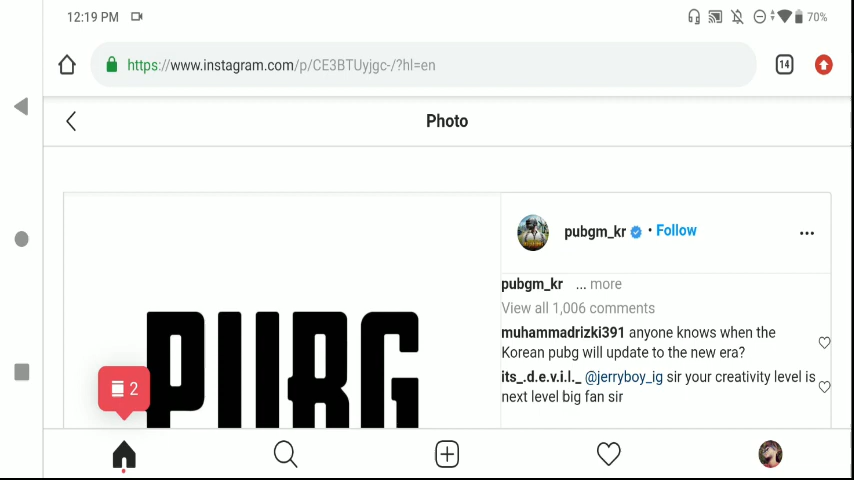 12:19 PM
70%
https://www.instagram.com/p/CE3BTUyjgc-/?hl=en
14
Photo
pubgm_kr • Follow
...
pubgm_kr ... more
View all 1,006 comments
muhammadrizki391 anyone knows when the
Korean pubg will update to the new era?
its_.d.e.v.i.l._ @jerryboy_ig sir your creativity level is
next level big fan sir
PUBG
2